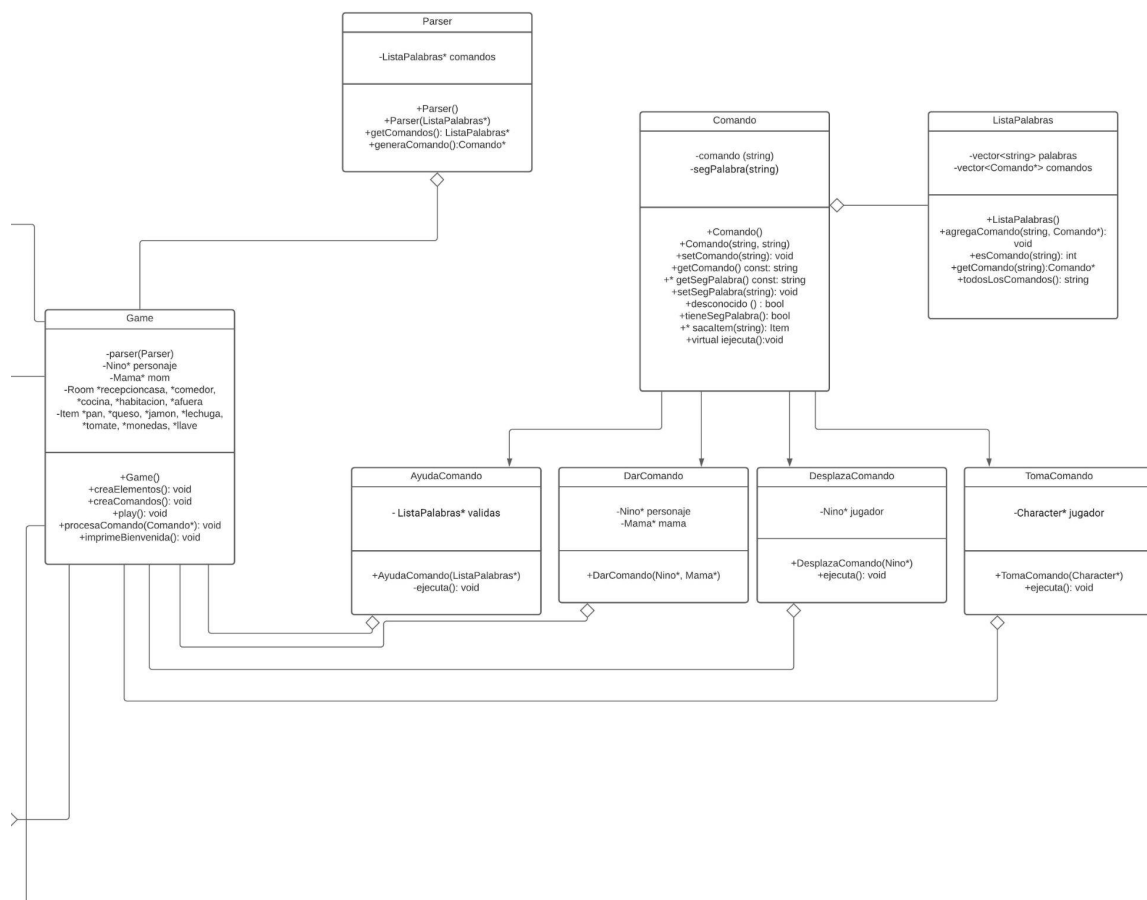 Parser
-ListaPalabras* comandos
+Parser()
+Parser(ListaPalabras*)
+getComandos(): ListaPalabras*
+generaComando():Comando*
Comando
-comando (string)
-segPalabra(string)
+Comando()
+Comando(string, string)
+setComando(string): void
+getComando() const: string
+* getSegPalabra() const: string
+setSegPalabra(string): void
+desconocido () : bool
+tieneSegPalabra(): bool
+* sacaItem(string): Item
+virtual iejecuta():void
ListaPalabras
-vector<string> palabras
-vector<Comando*> comandos
+ListaPalabras()
+agregaComando(string, Comando*):
void
+esComando(string): int
+getComando(string):Comando*
+todosLosComandos(): string
Game
-parser(Parser)
-Nino* personaje
-Mama* mom
-Room *recepcioncasa, *comedor,
*cocina, *habitacion, *afuera
-Item *pan, *queso, *jamon, *lechuga,
*tomate, *monedas, *llave
+Game()
+creaElementos(): void
+creaComandos(): void
+play(): void
+procesaComando(Comando*): void
+imprimeBienvenida(): void
AyudaComando
- ListaPalabras* validas
+AyudaComando(ListaPalabras*)
-ejecuta(): void
DarComando
-Nino* personaje
-Mama* mama
+DarComando(Nino*, Mama*)
DesplazaComando
-Nino* jugador
+DesplazaComando(Nino*)
+ejecuta(): void
TomaComando
-Character* jugador
+TomaComando(Character*)
+ejecuta(): void